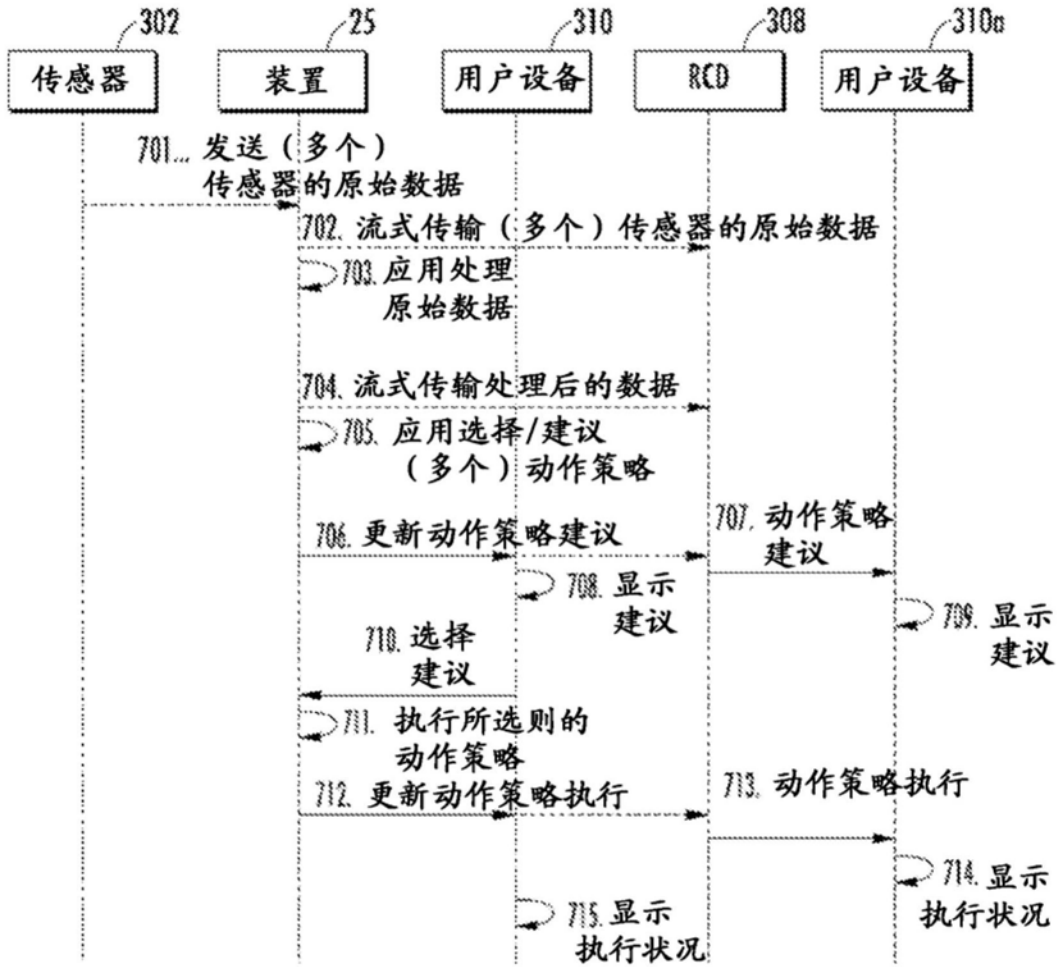 302 25 310 308 310a
传感器 装置 用户设备 RCD 用户设备
701... 发送（多个）
传感器的原始数据
702. 流式传输（多个）传感器的原始数据
703. 应用处理
原始数据
704. 流式传输处理后的数据
705. 应用选择/建议
（多个）动作策略
706. 更新动作策略建议
707. 动作策略
建议
708. 显示
建议
709. 显示
建议
710. 选择
建议
711. 执行所选则的
动作策略
712. 更新动作策略执行
713. 动作策略执行
714. 显示
执行状况
715. 显示
执行状况